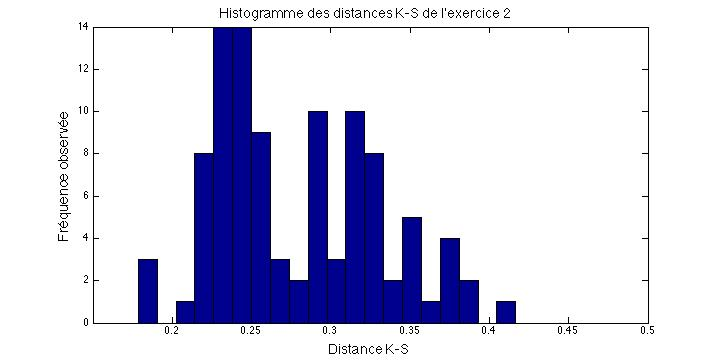 Histogramme des distances K-S de l'exercice 2
14
12
10
8
6
4
2
0
Fréquence observée
0.2 0.25 0.3 0.35 0.4 0.45 0.5
Distance K-S